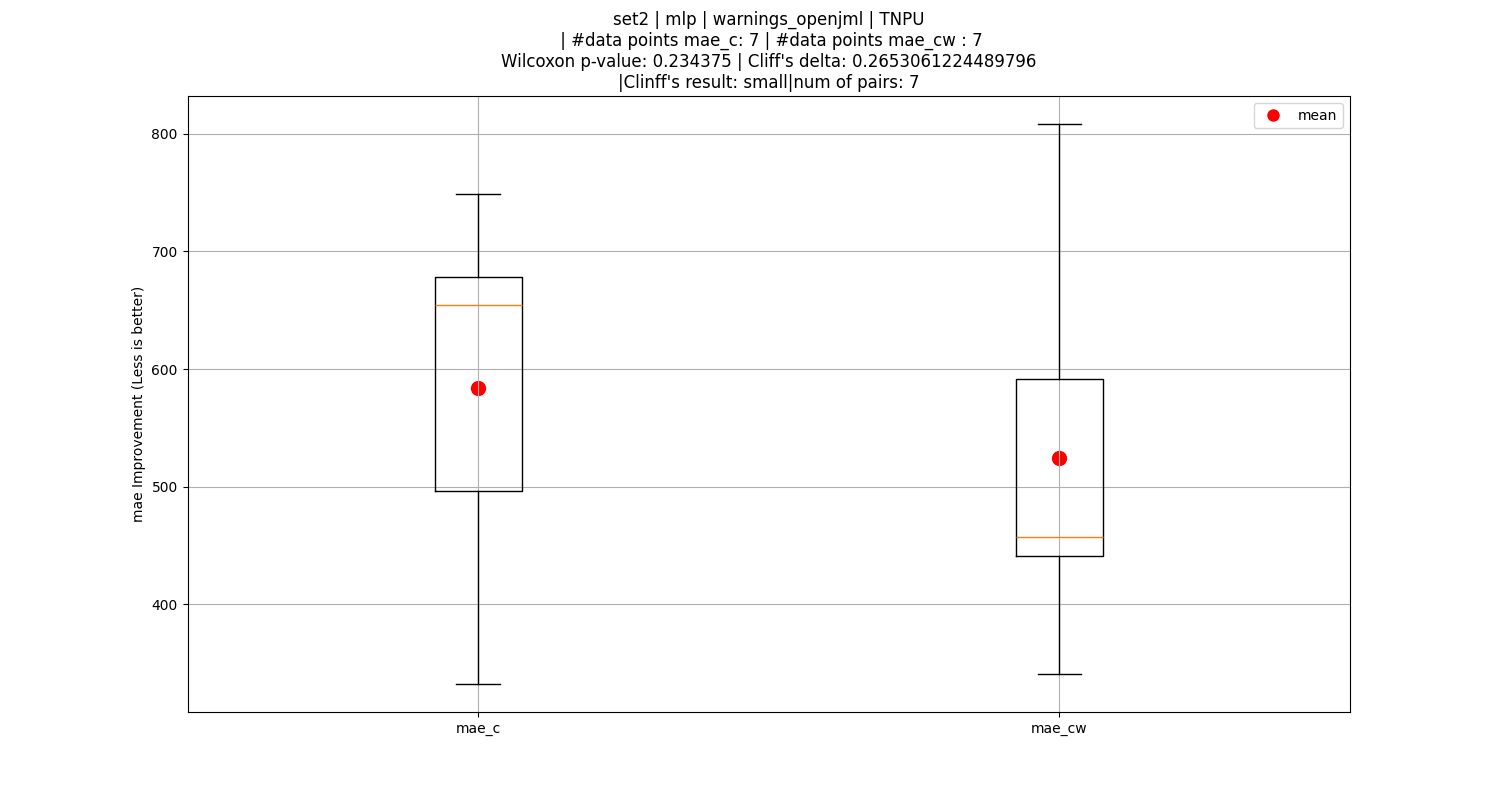 set2 | mlp | warnings_openjml | TNPU
| #data points mae_c: 7 | #data points mae_cw : 7
Wilcoxon p-value: 0.234375 | Cliff's delta: 0.2653061224489796
|Clinff's result: small|num of pairs: 7
mean
800
700
600
500
400
mae Improvement (Less is better)
mae_c
mae_cw